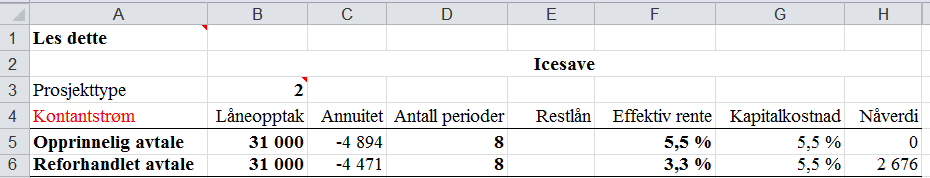 A B C D E F G H
1 Les dette
2 Icesave
3 Prosjekttype 2
4 Kontantstrøm Låneopptak Annuitet Antall perioder Restlån Effektiv rente Kapitalkostnad Nåverdi
5 Opprinnelig avtale 31 000 -4 894 8 5,5 % 5,5 % 0
6 Reforhandlet avtale 31 000 -4 471 8 3,3 % 5,5 % 2 676